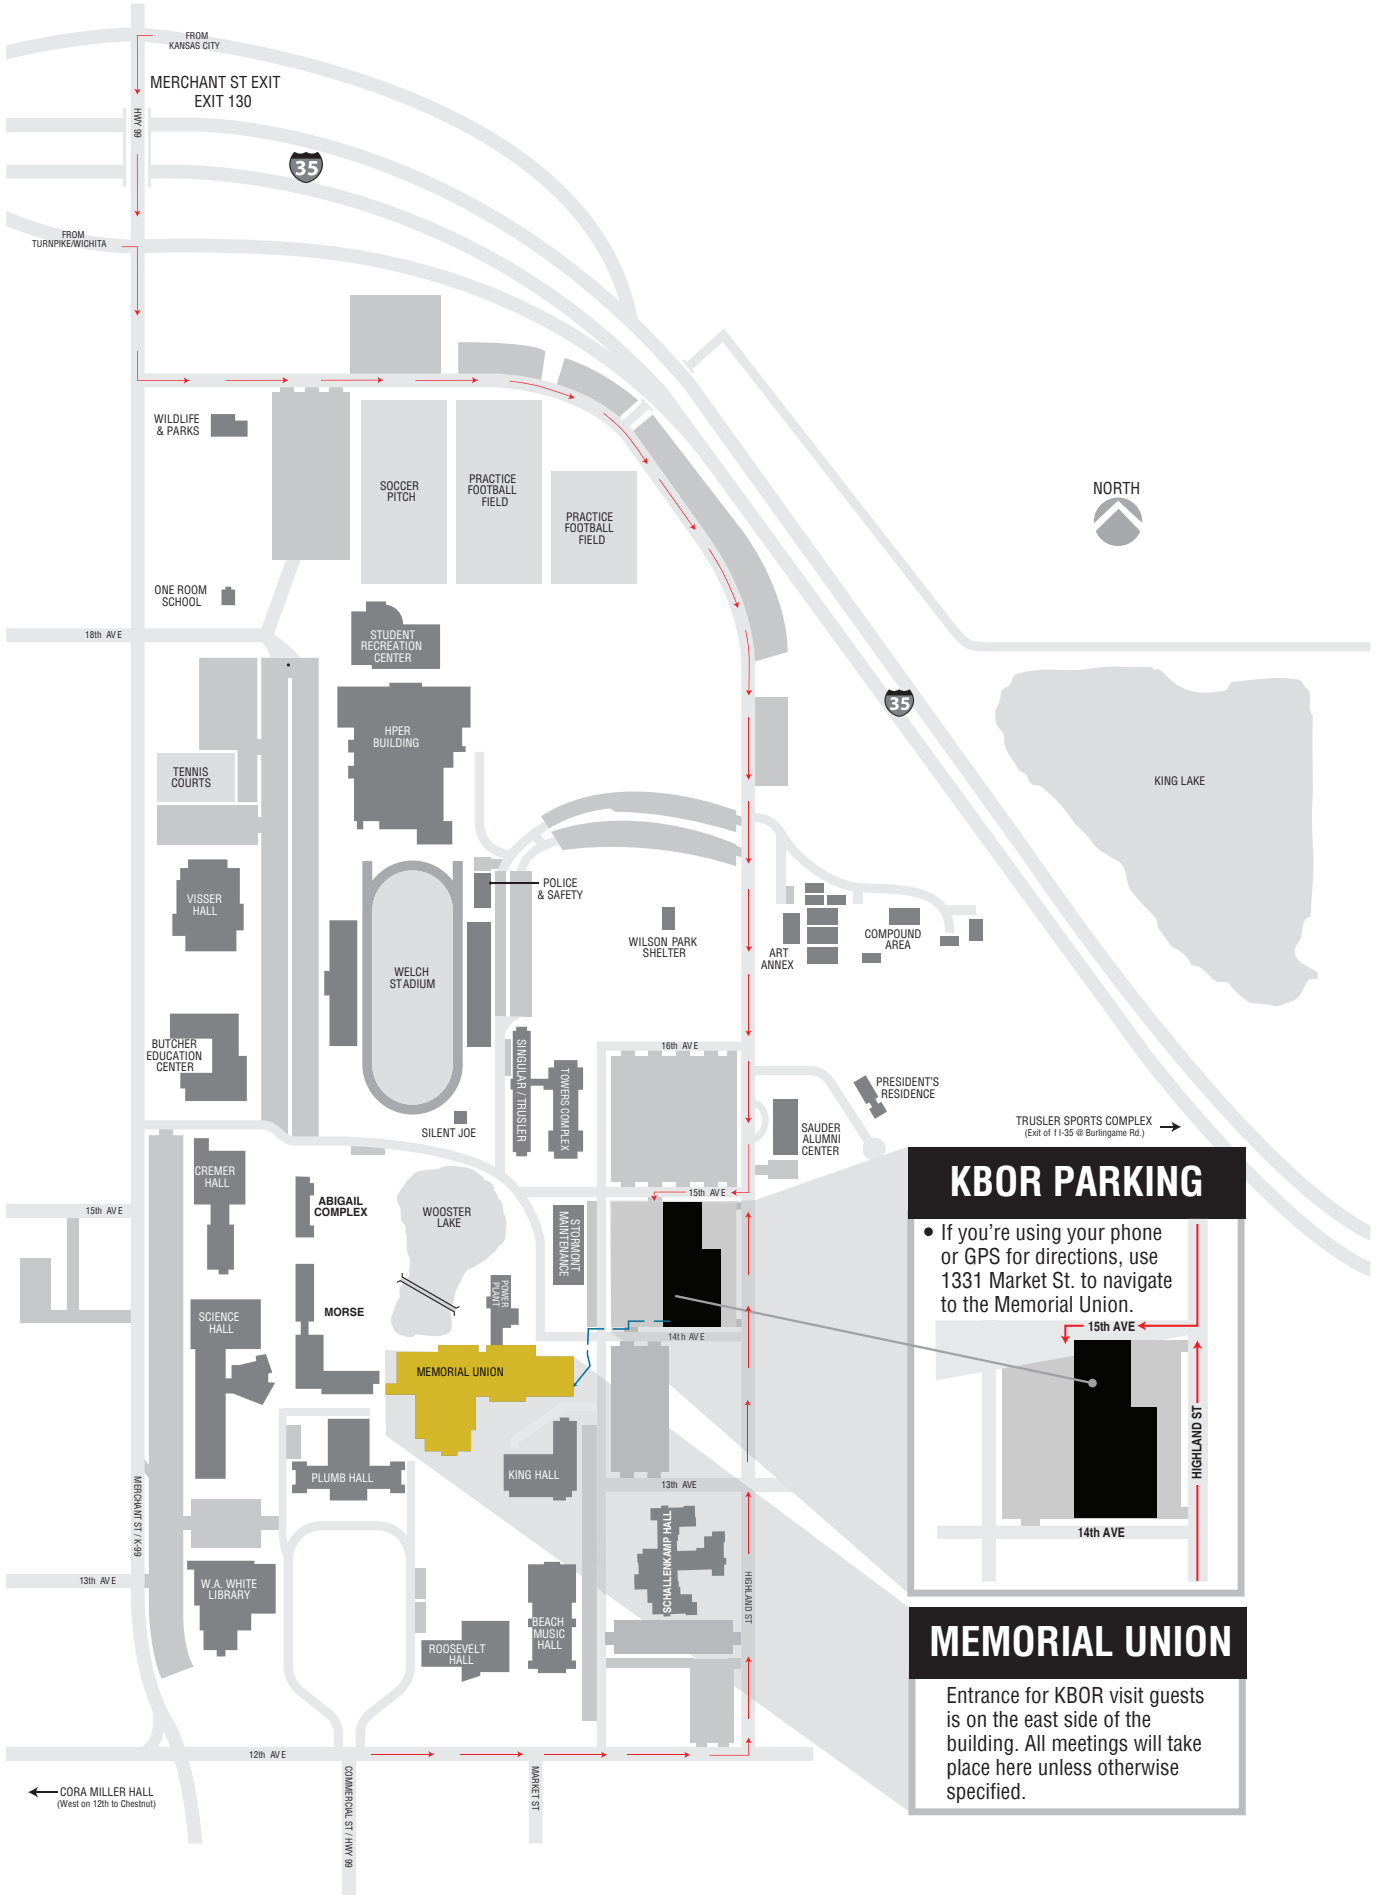 FROM
KANSAS CITY
MERCHANT ST EXIT
EXIT 130
HWY 99
35
FROM
TURNPIKE/WICHITA
WILDLIFE
& PARKS
SOCCER
PITCH
PRACTICE
FOOTBALL
FIELD
PRACTICE
FOOTBALL
FIELD
NORTH
ONE ROOM
SCHOOL
18th AVE
STUDENT
RECREATION
CENTER
35
HPER
BUILDING
TENNIS
COURTS
KING LAKE
POLICE
& SAFETY
VISSER
HALL
WILSON PARK
SHELTER
ART
ANNEX
COMPOUND
AREA
WELCH
STADIUM
BUTCHER
EDUCATION
CENTER
16th AVE
SINGULAR / TRUSLER
TOWERS COMPLEX
PRESIDENT'S
RESIDENCE
SILENT JOE
SAUDER
ALUMNI
CENTER
TRUSLER SPORTS COMPLEX
(Exit of f I-35 @ Burlingame Rd.)
CREMER
HALL
ABIGAIL
COMPLEX
WOOSTER
LAKE
15th AVE
15th AVE
STORMONT
MAINTENANCE
KBOR PARKING
• If you're using your phone
or GPS for directions, use
1331 Market St. to navigate
to the Memorial Union.
15th AVE
HIGHLAND ST
14th AVE
POWER
PLANT
MORSE
SCIENCE
HALL
14th AVE
MEMORIAL UNION
PLUMB HALL
KING HALL
13th AVE
MERCHANT ST / K-99
SCHALLENKAMP HALL
HIGHLAND ST
13th AVE
W.A. WHITE
LIBRARY
BEACH
MUSIC
HALL
ROOSEVELT
HALL
MEMORIAL UNION
Entrance for KBOR visit guests
is on the east side of the
building. All meetings will take
place here unless otherwise
specified.
12th AVE
CORA MILLER HALL
(West on 12th to Chestnut)
COMMERCIAL ST / HWY 99
MARKET ST